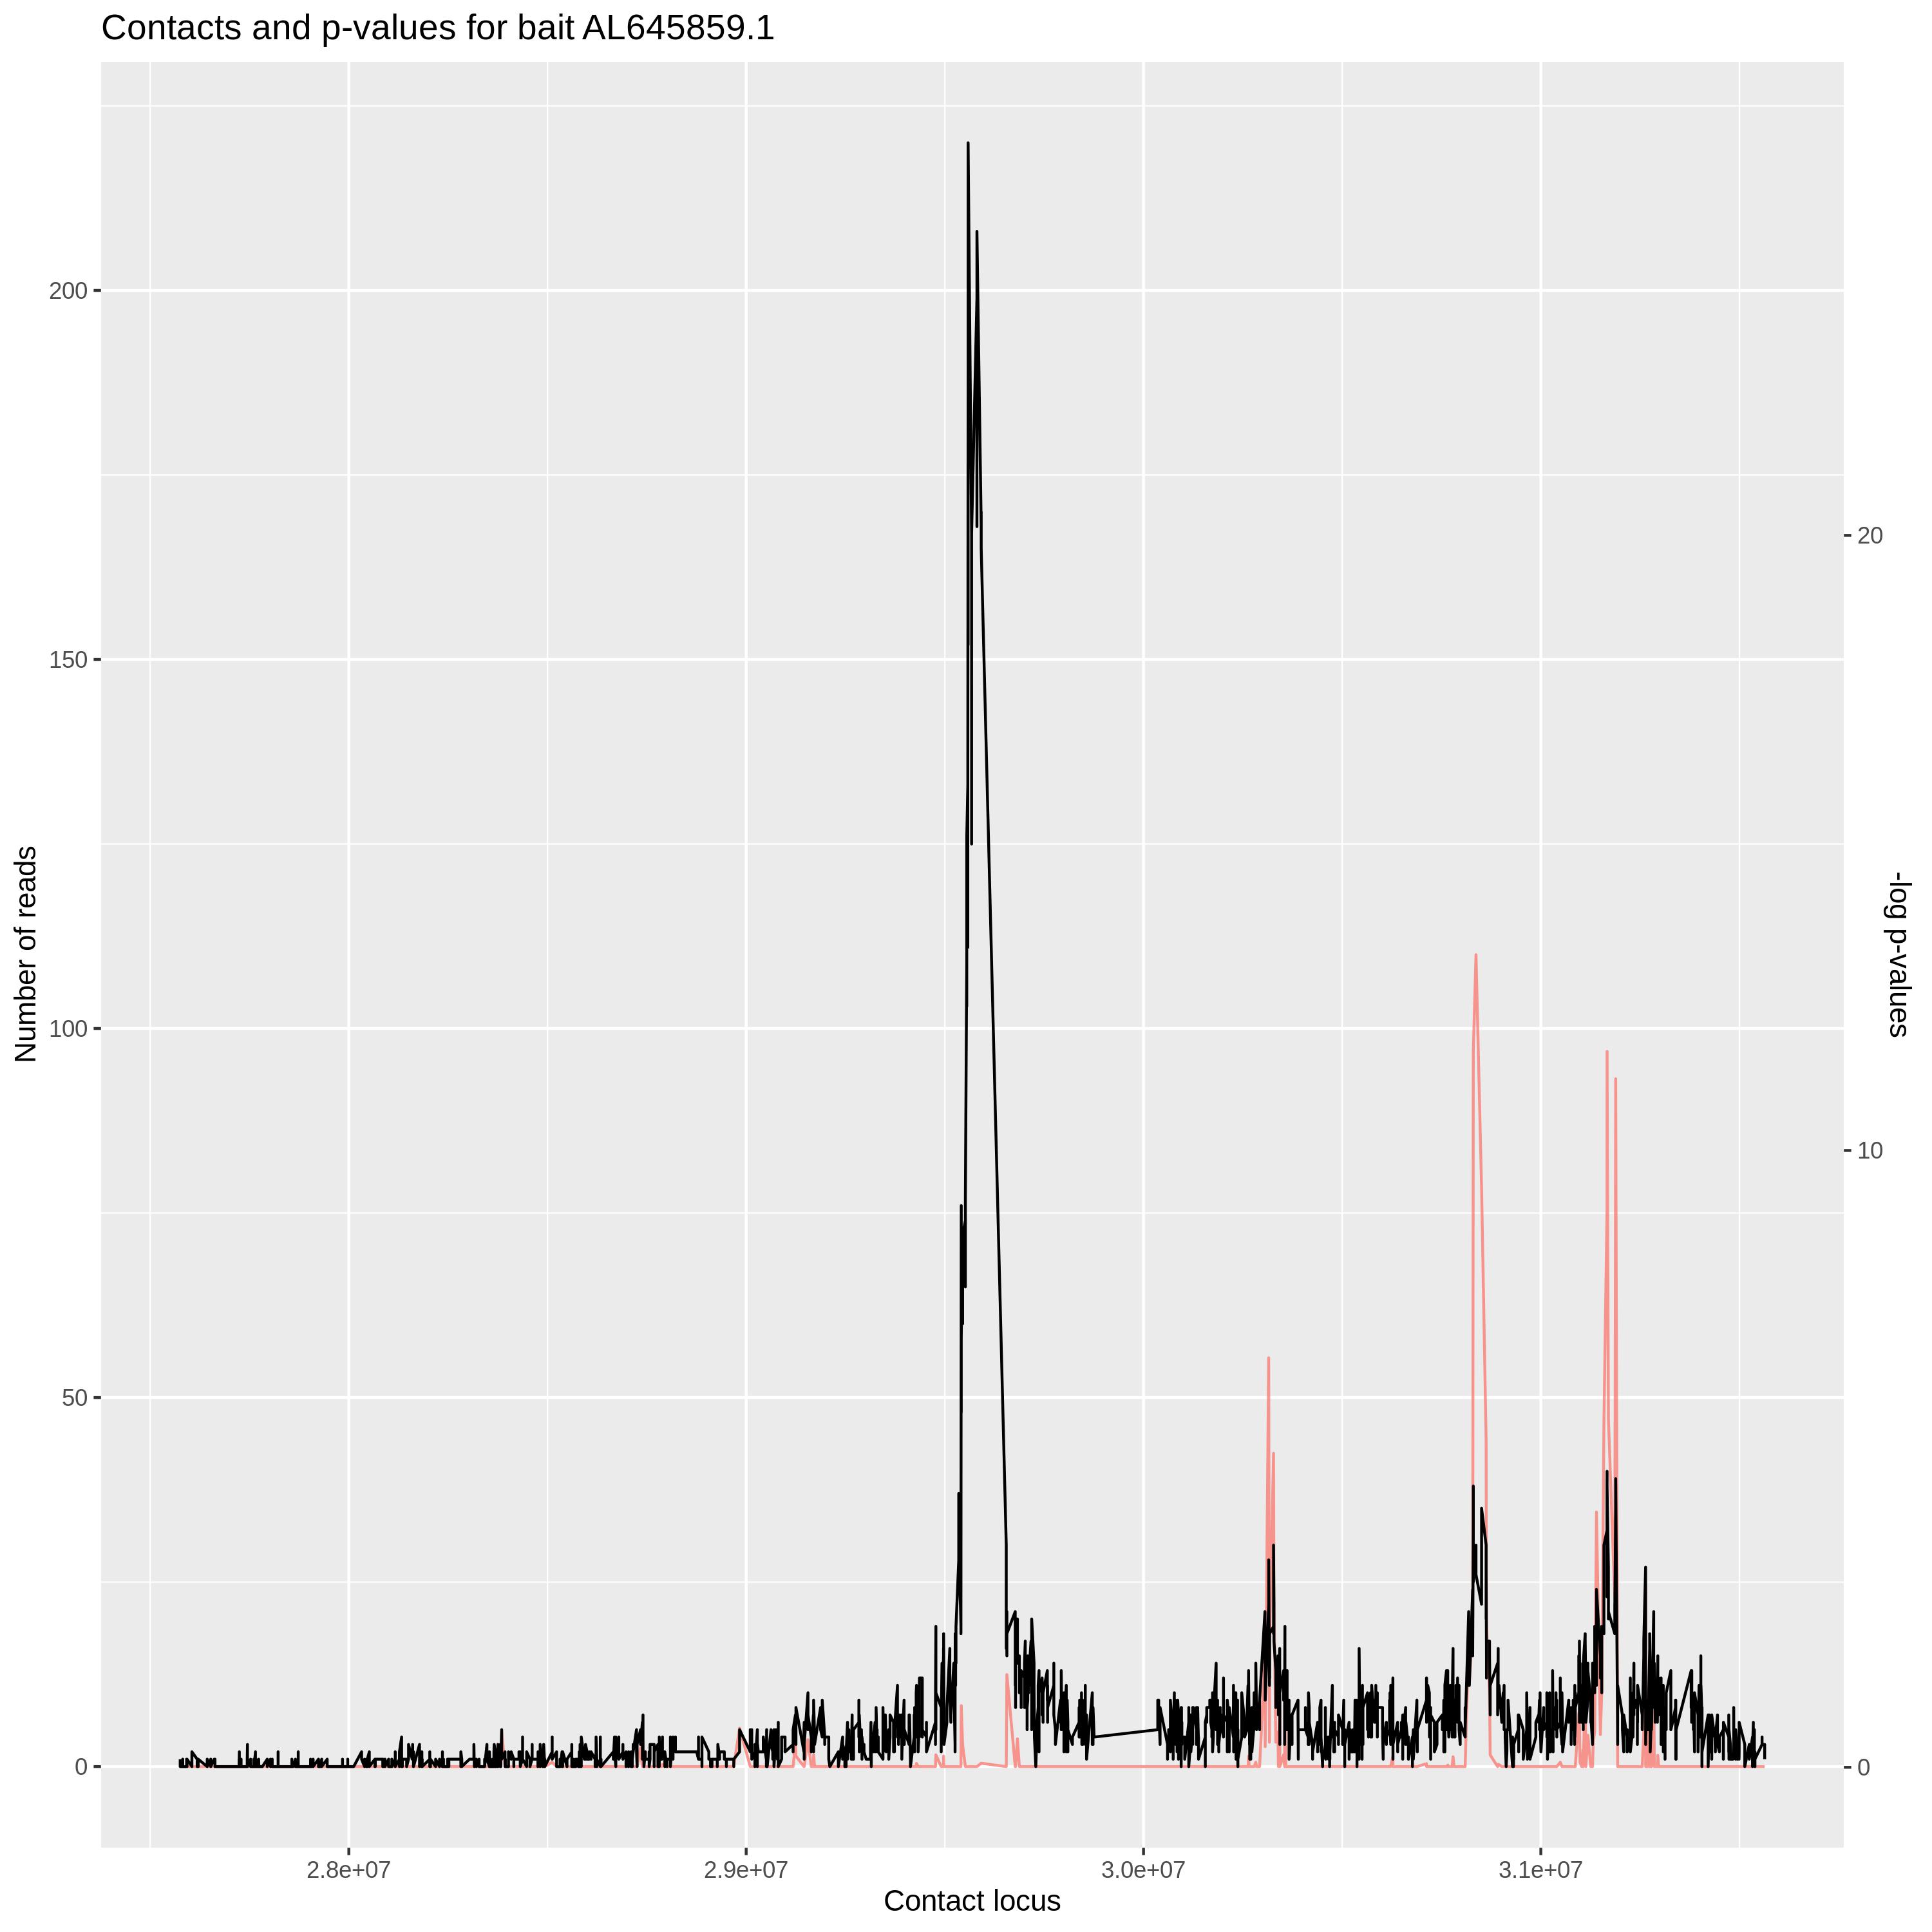 Contacts and p-values for bait AL645859.1
200
150
100
50
0
Number of reads
20
10
0
-log p-values
2.8e+07
2.9e+07
3.0e+07
3.1e+07
Contact locus